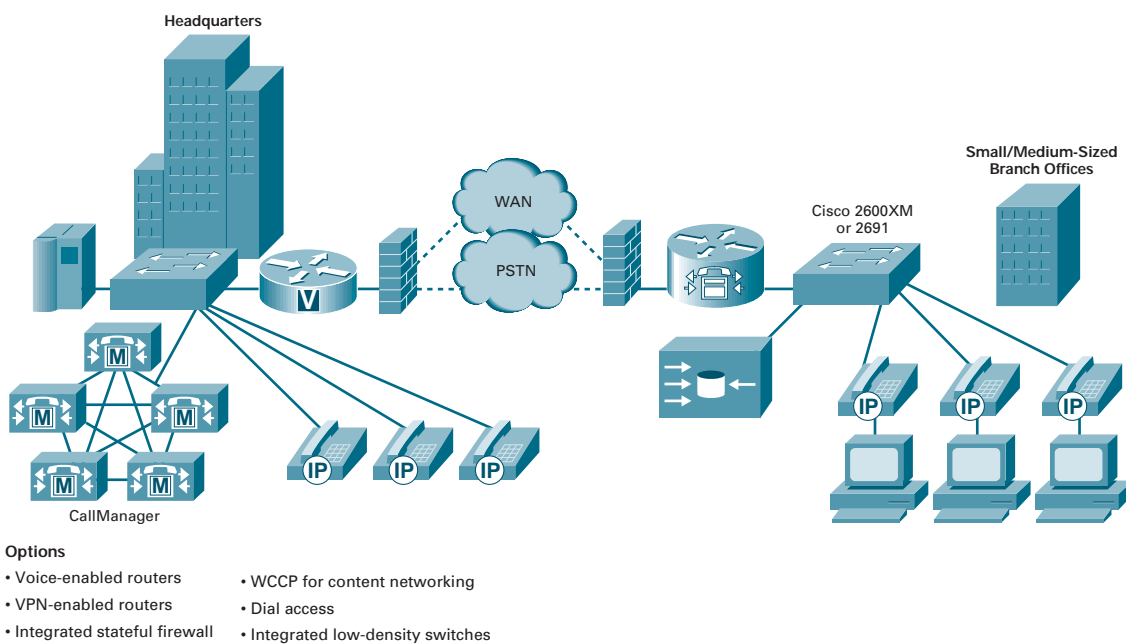 Headquarters
WAN
PSTN
Small/Medium-Sized
Branch Offices
Cisco 2600XM
or 2691
V
M
M
M
M
M
CallManager
IP
IP
IP
IP
IP
IP
Options
• Voice-enabled routers
• VPN-enabled routers
• Integrated stateful firewall
• WCCP for content networking
• Dial access
• Integrated low-density switches